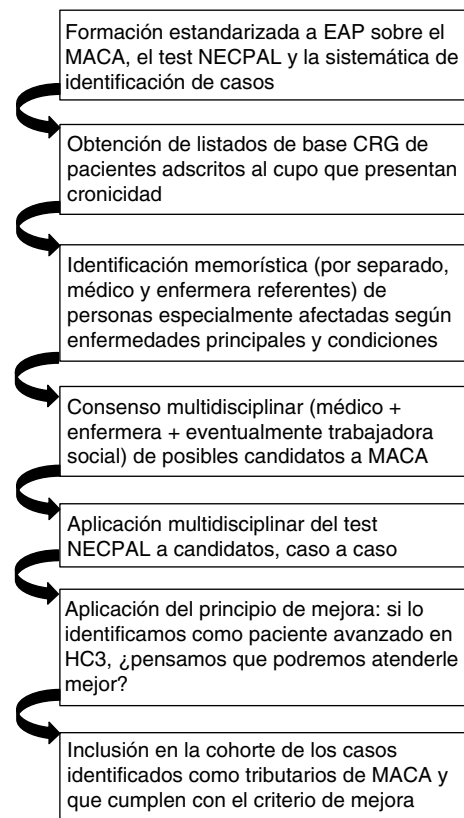 Formación estandarizada a EAP sobre el
MACA, el test NECPAL y la sistemática de
identificación de casos
Obtención de listados de base CRG de
pacientes adscritos al cupo que presentan
cronicidad
Identificación memorística (por separado,
médico y enfermera referentes) de
personas especialmente afectadas según
enfermedades principales y condiciones
Consenso multidisciplinar (médico +
enfermera + eventualmente trabajadora
social) de posibles candidatos a MACA
Aplicación multidisciplinar del test
NECPAL a candidatos, caso a caso
Aplicación del principio de mejora: si lo
identificamos como paciente avanzado en
HC3, ¿pensamos que podremos atenderle
mejor?
Inclusión en la cohorte de los casos
identificados como tributarios de MACA y
que cumplen con el criterio de mejora